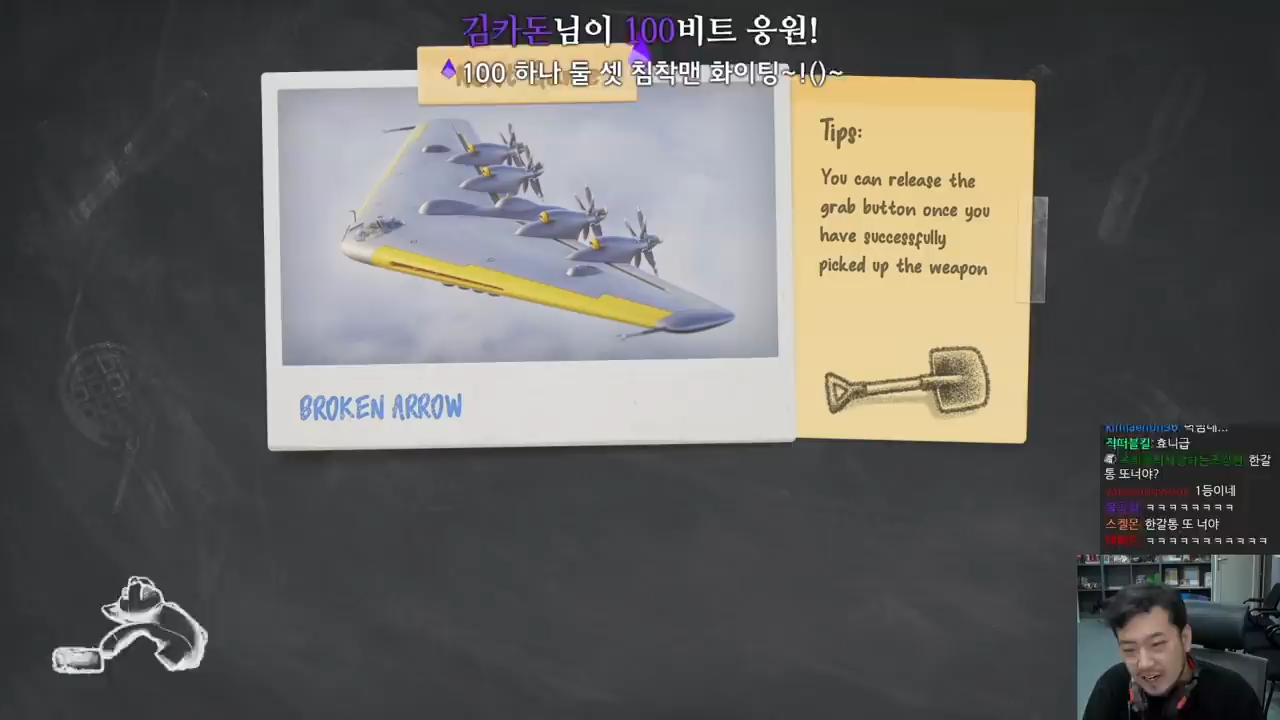 김카돈님이 100비트 응원!
100 하나 둘 셋 침착맨 화이팅~!()~
Tips:
You can release the
grab button once you
have successfully
picked up the weapon
BROKEN ARROW
직떠블킬: 효니급
한갈
통 또너야?
1등이네
ㅋㅋㅋㅋㅋㅋㅋㅋ
스켈몬: 한갈통 또 너야
ㅋㅋㅋㅋㅋㅋㅋㅋㅋㅋㅋ